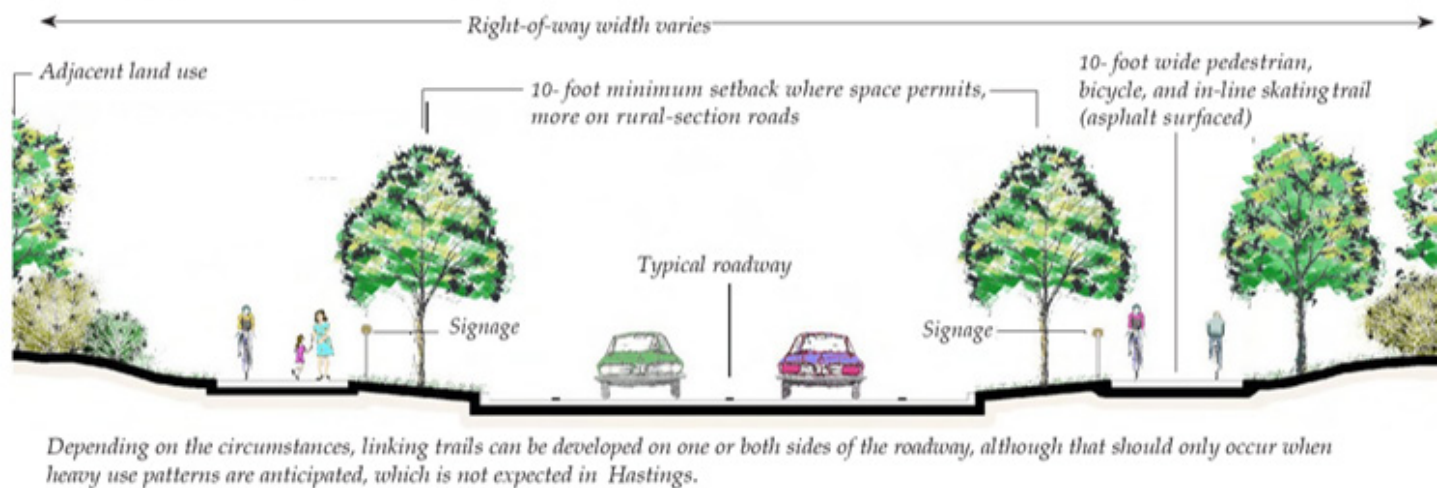 Right-of-way width varies
Adjacent land use
10- foot minimum setback where space permits,
more on rural-section roads
10- foot wide pedestrian,
bicycle, and in-line skating trail
(asphalt surfaced)
Typical roadway
Signage
Signage
Depending on the circumstances, linking trails can be developed on one or both sides of the roadway, although that should only occur when
heavy use patterns are anticipated, which is not expected in Hastings.